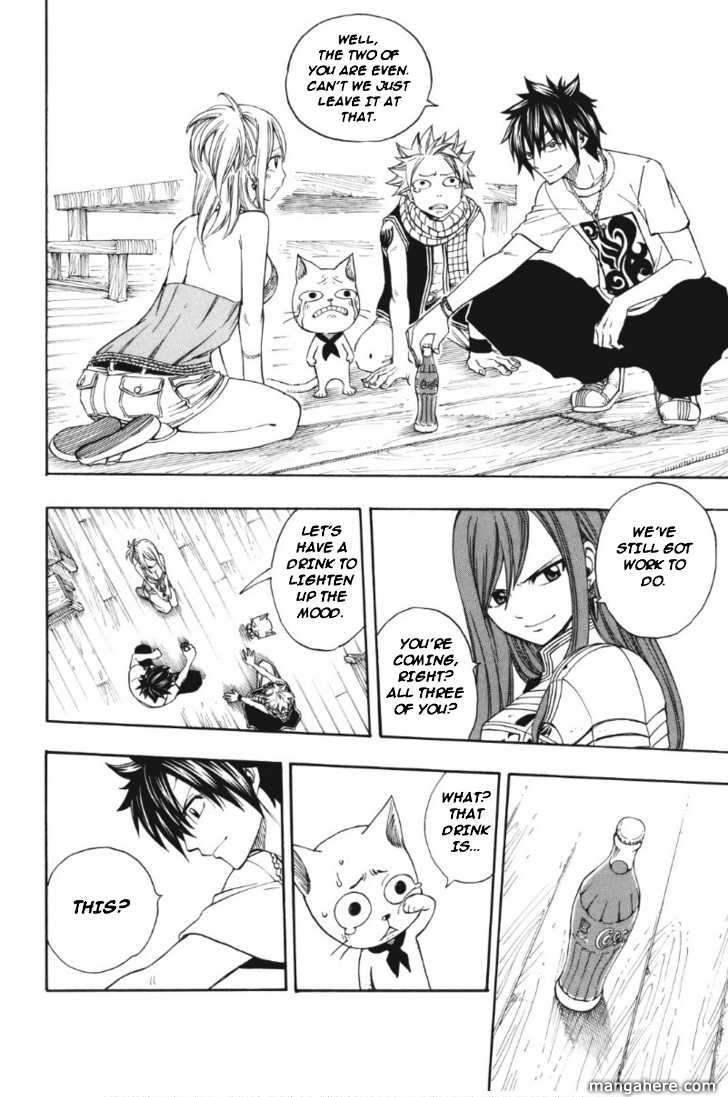 WELL,
THE TWO OF
YOU ARE EVEN.
CAN'T WE JUST
LEAVE IT AT
THAT.
WE'VE
STILL GOT
WORK TO
DO.
YOU'RE
COMING,
RIGHT?
ALL THREE
OF YOU?
LET'S
HAVE A
DRINK TO
LIGHTEN
UP THE
MOOD.
WHAT?
THAT
DRINK
IS...
THIS?
mangahere.com